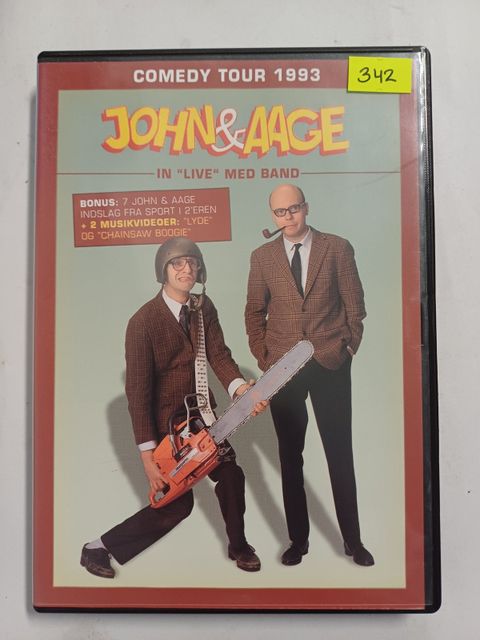 COMEDY TOUR 1993
342
JOHN & AAGE
IN "LIVE" MED BAND
BONUS: 7 JOHN & AAGE
INDSLAG FRA SPORT I 2'EREN
+ 2 MUSIKVIDEOER: "LYDE"
OG "CHAINSAW BOOGIE"